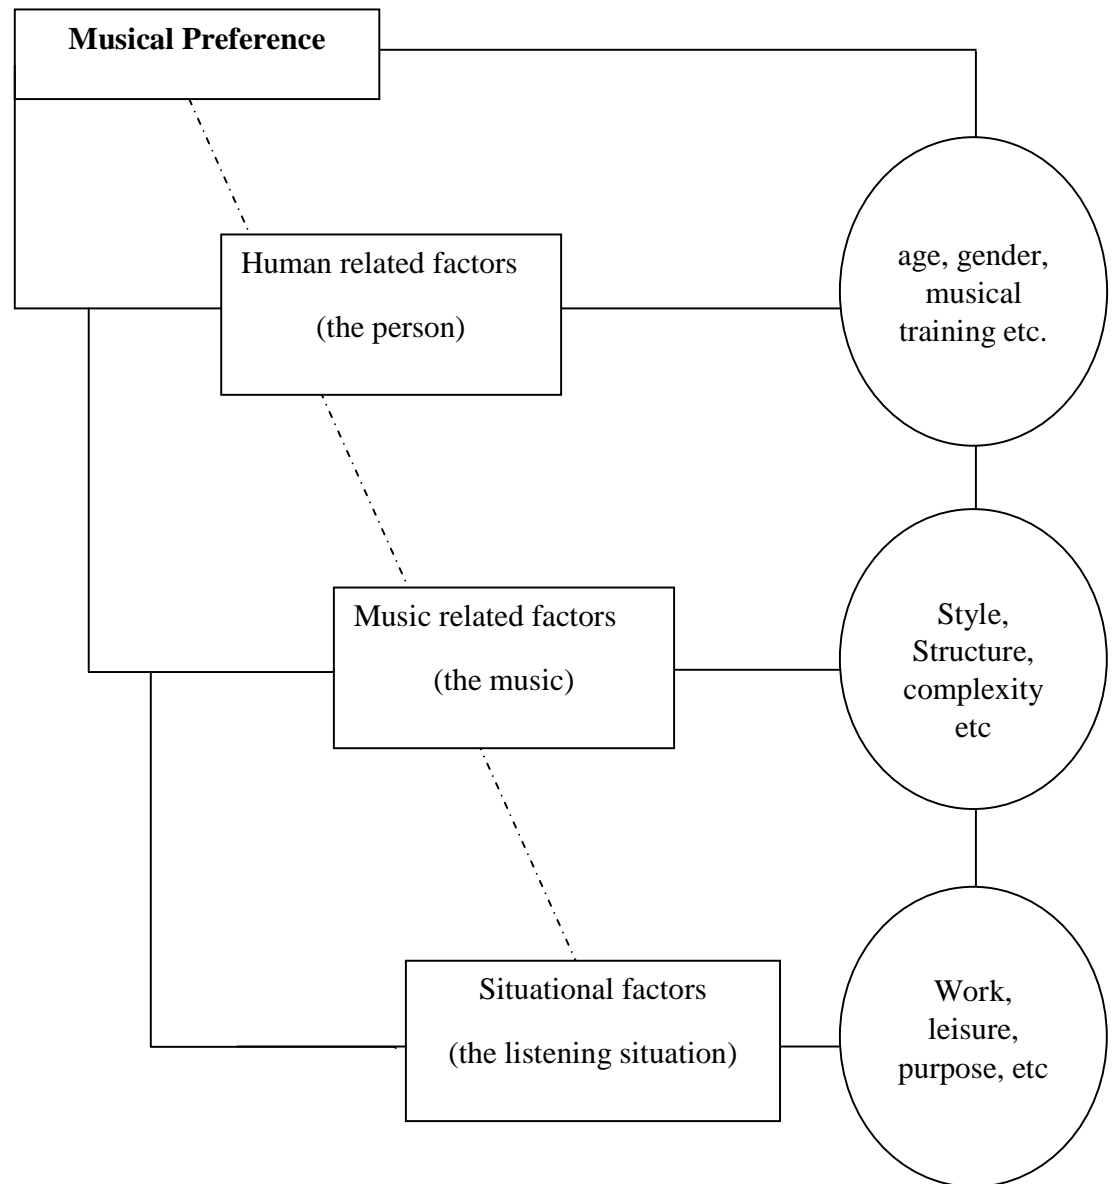 Musical Preference
Human related factors
(the person)
age, gender,
musical
training etc.
Music related factors
(the music)
Style,
Structure,
complexity
etc
Situational factors
(the listening situation)
Work,
leisure,
purpose, etc